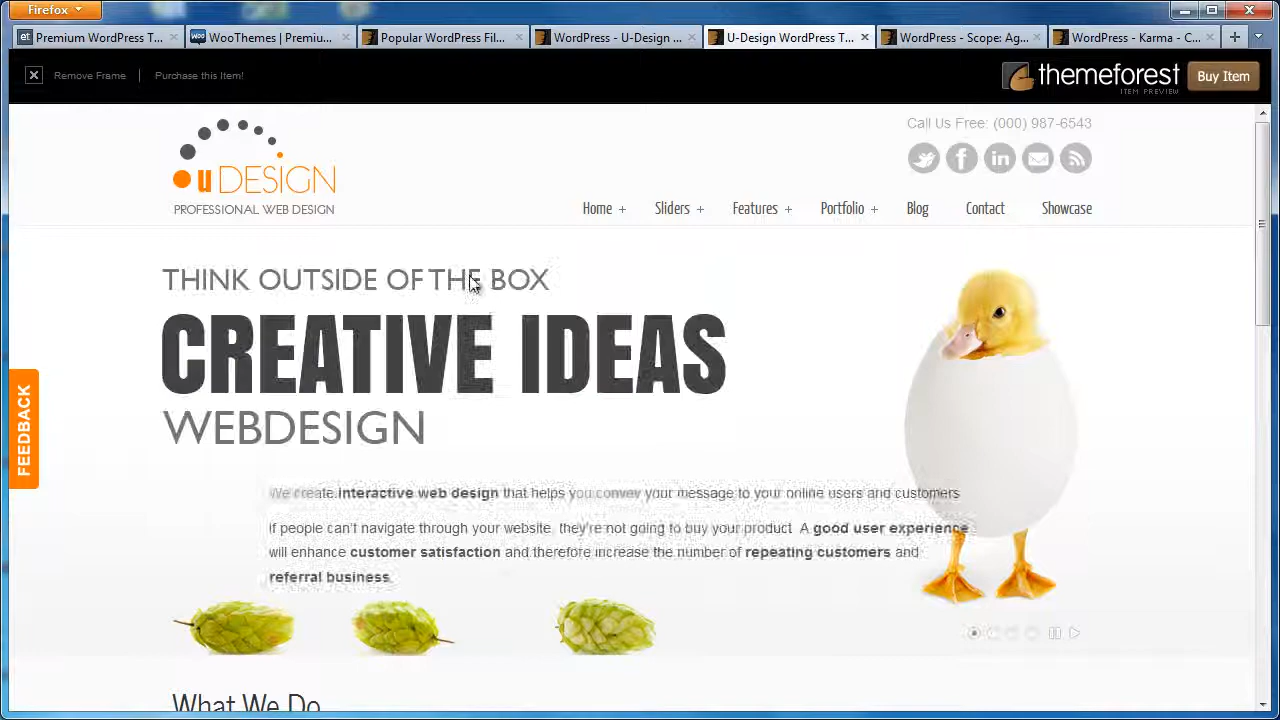 Firefox
Premium WordPress T...
WooThemes | Premiu...
Popular WordPress Fil...
WordPress - U-Design ...
U-Design WordPress T...
WordPress - Scope: Ag...
WordPress - Karma - C...
Remove Frame
Purchase this Item!
themeforest
ITEM PREVIEW
Buy Item
Call Us Free: (000) 987-6543
uDESIGN
PROFESSIONAL WEB DESIGN
Home + Sliders + Features + Portfolio + Blog Contact Showcase
THINK OUTSIDE OF THE BOX
CREATIVE IDEAS
WEBDESIGN
FEEDBACK
We create interactive web design that helps you convey your message to your online users and customers
If people can't navigate through your website, they're not going to buy your product. A good user experience
will enhance customer satisfaction and therefore increase the number of repeating customers and
referral business.
What We Do